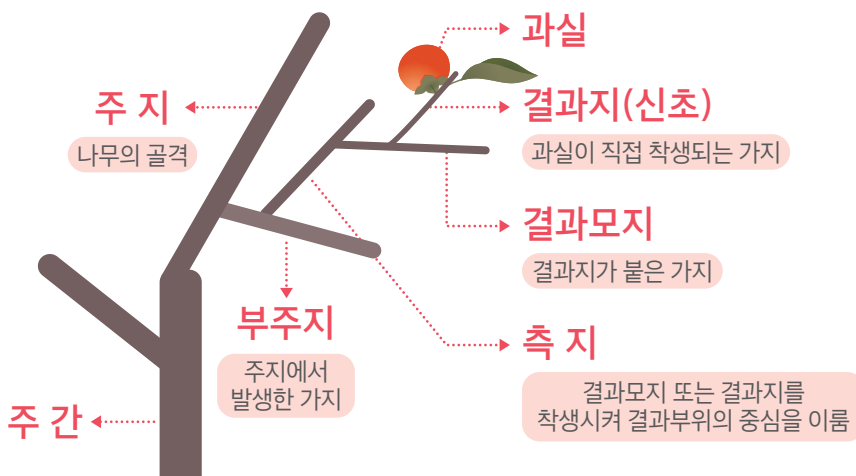 과실
주 지
나무의 골격
결과지(신초)
과실이 직접 착생되는 가지
결과모지
결과지가 붙은 가지
부주지
주지에서
발생한 가지
측 지
결과모지 또는 결과지를
착생시켜 결과부위의 중심을 이룸
주 간